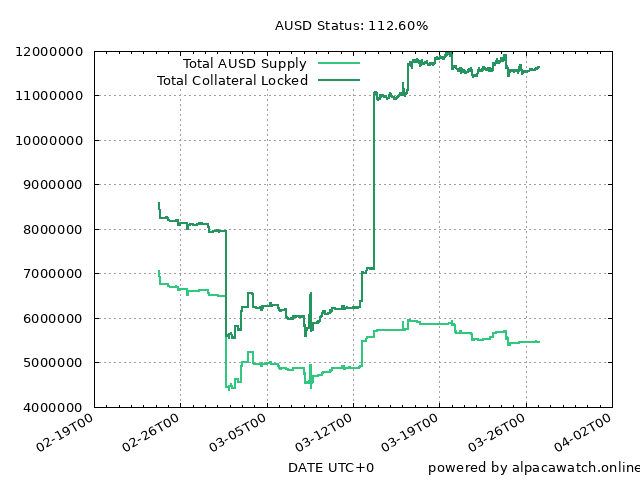 AUSD Status: 112.60%
12000000
Total AUSD Supply
Total Collateral Locked
11000000
10000000
9000000
8000000
7000000
6000000
5000000
4000000
02-19T00
02-26T00
03-05T00
03-12T00
03-19T00
03-26T00
04-02T00
DATE UTC+0
powered by alpacawatch.online